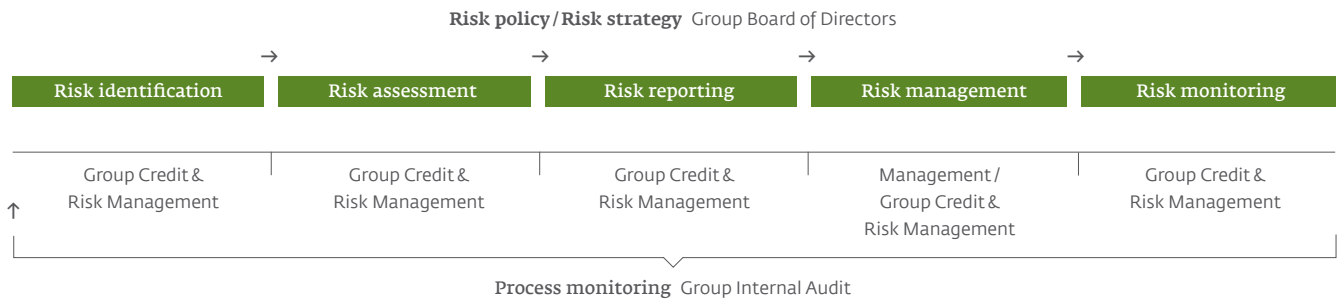 Risk policy / Risk strategy Group Board of Directors
→ → → →
Risk identification
Risk assessment
Risk reporting
Risk management
Risk monitoring
Group Credit &
Risk Management
Group Credit &
Risk Management
Group Credit &
Risk Management
Management /
Group Credit &
Risk Management
Group Credit &
Risk Management
↑
Process monitoring Group Internal Audit